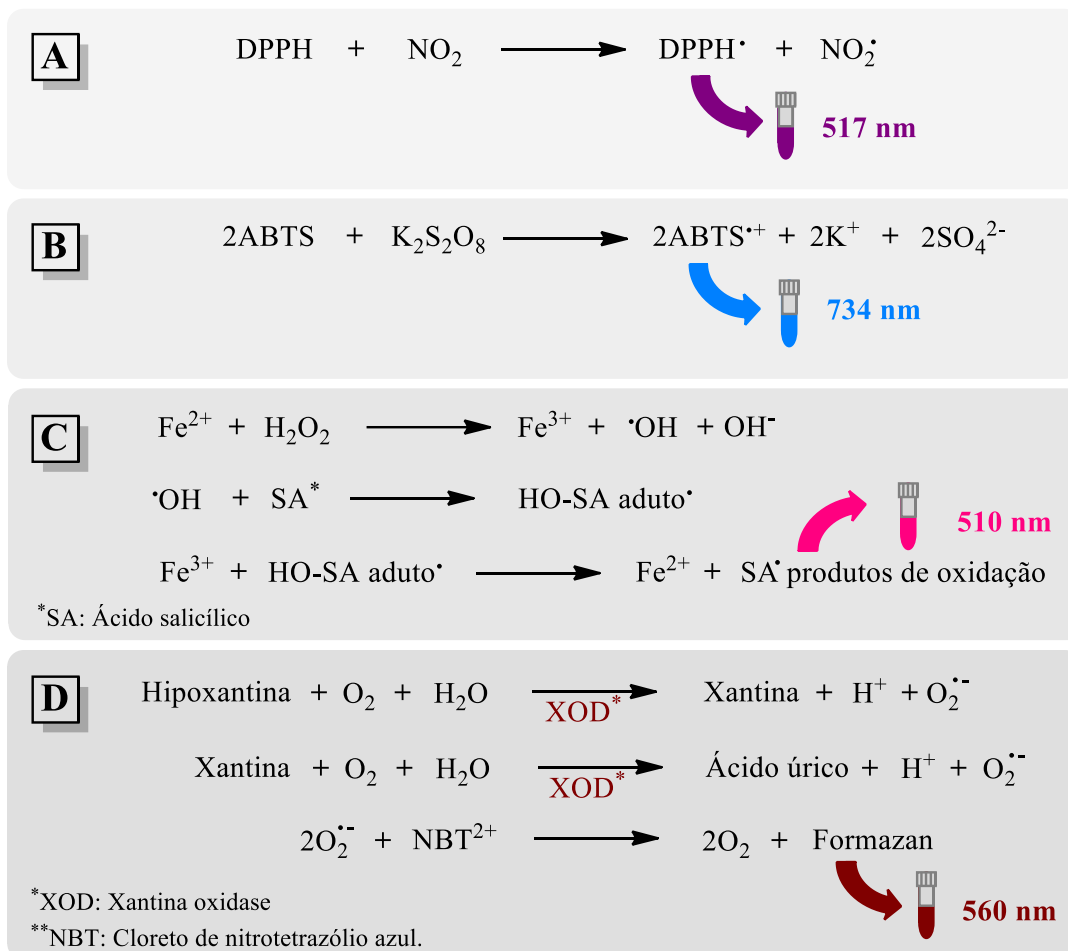 A
DPPH + NO₂ ⟶ DPPH• + NO₂•
517 nm
B
2ABTS + K₂S₂O₈ ⟶ 2ABTS•⁺ + 2K⁺ + 2SO₄²⁻
734 nm
C
Fe²⁺ + H₂O₂ ⟶ Fe³⁺ + •OH + OH⁻
•OH + SA* ⟶ HO-SA aduto•
510 nm
Fe³⁺ + HO-SA aduto• ⟶ Fe²⁺ + SA• produtos de oxidação
*SA: Ácido salicílico
D
Hipoxantina + O₂ + H₂O ⟶ Xantina + H⁺ + O₂•⁻
XOD*
Xantina + O₂ + H₂O ⟶ Ácido úrico + H⁺ + O₂•⁻
XOD*
2O₂•⁻ + NBT²⁺ ⟶ 2O₂ + Formazan
560 nm
*XOD: Xantina oxidase
**NBT: Cloreto de nitrotetrazólio azul.